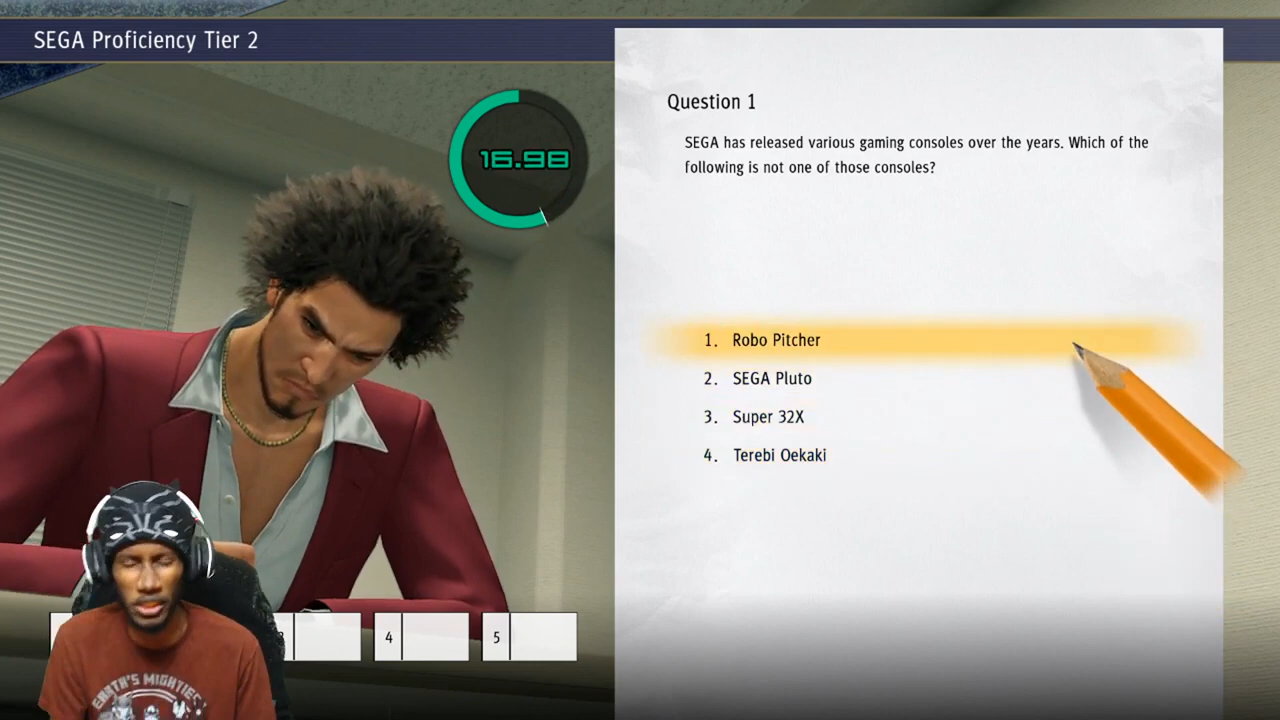 SEGA Proficiency Tier 2
16.98
Question 1
SEGA has released various gaming consoles over the years. Which of the
following is not one of those consoles?
1. Robo Pitcher
2. SEGA Pluto
3. Super 32X
4. Terebi Oekaki
4
5
EARTH'S MIGHTIES